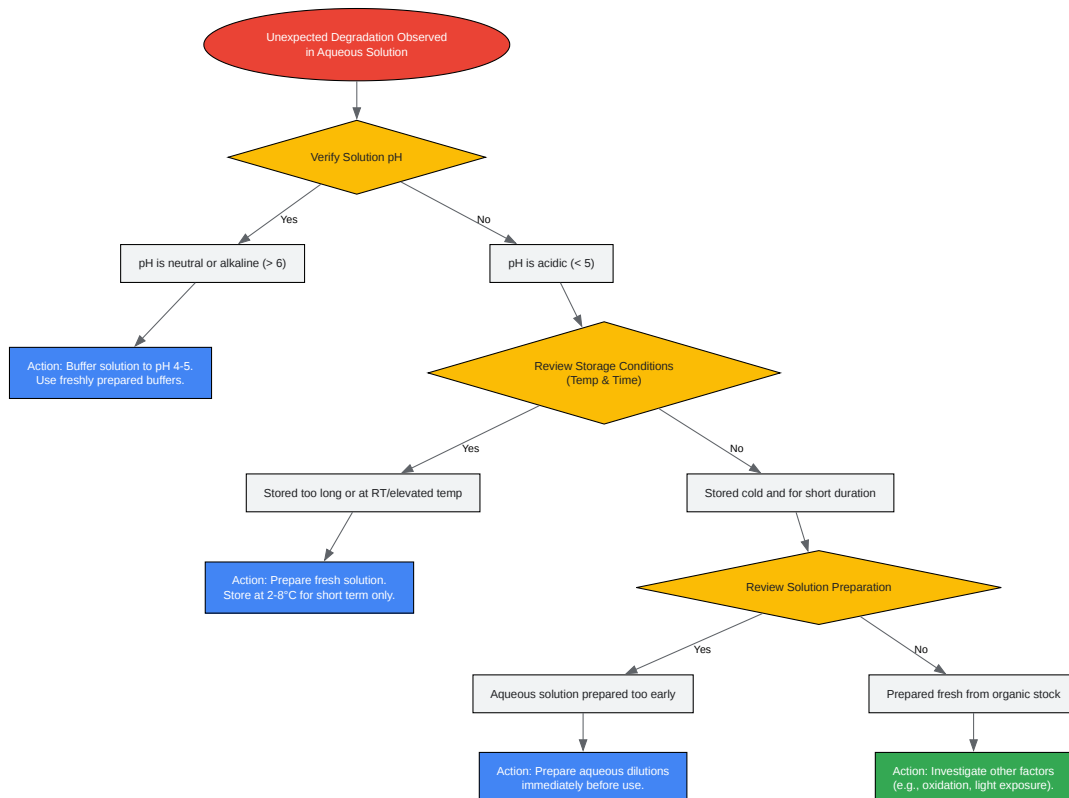 Unexpected Degradation Observed
in Aqueous Solution
Verify Solution pH
Yes
No
pH is neutral or alkaline (> 6)
pH is acidic (< 5)
Action: Buffer solution to pH 4-5.
Use freshly prepared buffers.
Review Storage Conditions
(Temp & Time)
Yes
No
Stored too long or at RT/elevated temp
Stored cold and for short duration
Action: Prepare fresh solution.
Store at 2-8°C for short term only.
Review Solution Preparation
Yes
No
Aqueous solution prepared too early
Prepared fresh from organic stock
Action: Prepare aqueous dilutions
immediately before use.
Action: Investigate other factors
(e.g., oxidation, light exposure).